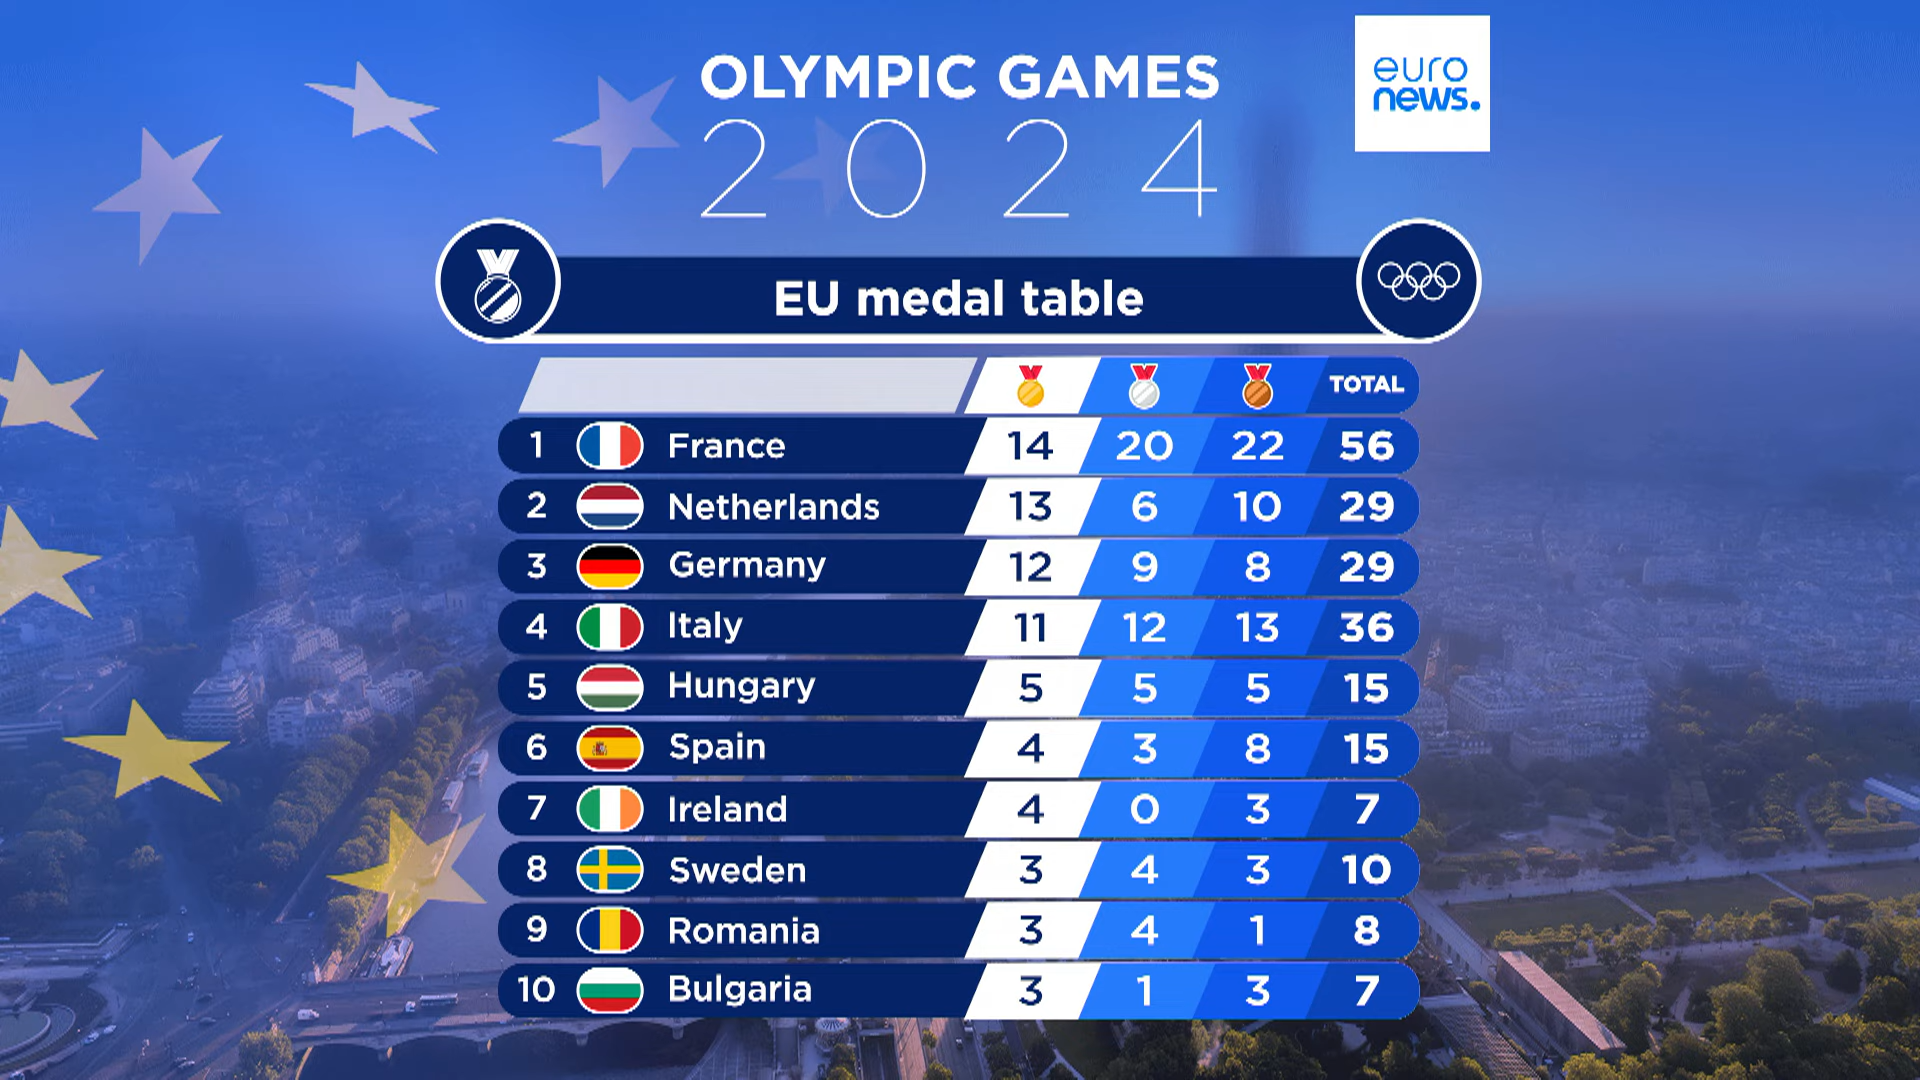 OLYMPIC GAMES
2024
euro
news.
EU medal table
TOTAL
1 France 14 20 22 56
2 Netherlands 13 6 10 29
3 Germany 12 9 8 29
4 Italy 11 12 13 36
5 Hungary 5 5 5 15
6 Spain 4 3 8 15
7 Ireland 4 0 3 7
8 Sweden 3 4 3 10
9 Romania 3 4 1 8
10 Bulgaria 3 1 3 7